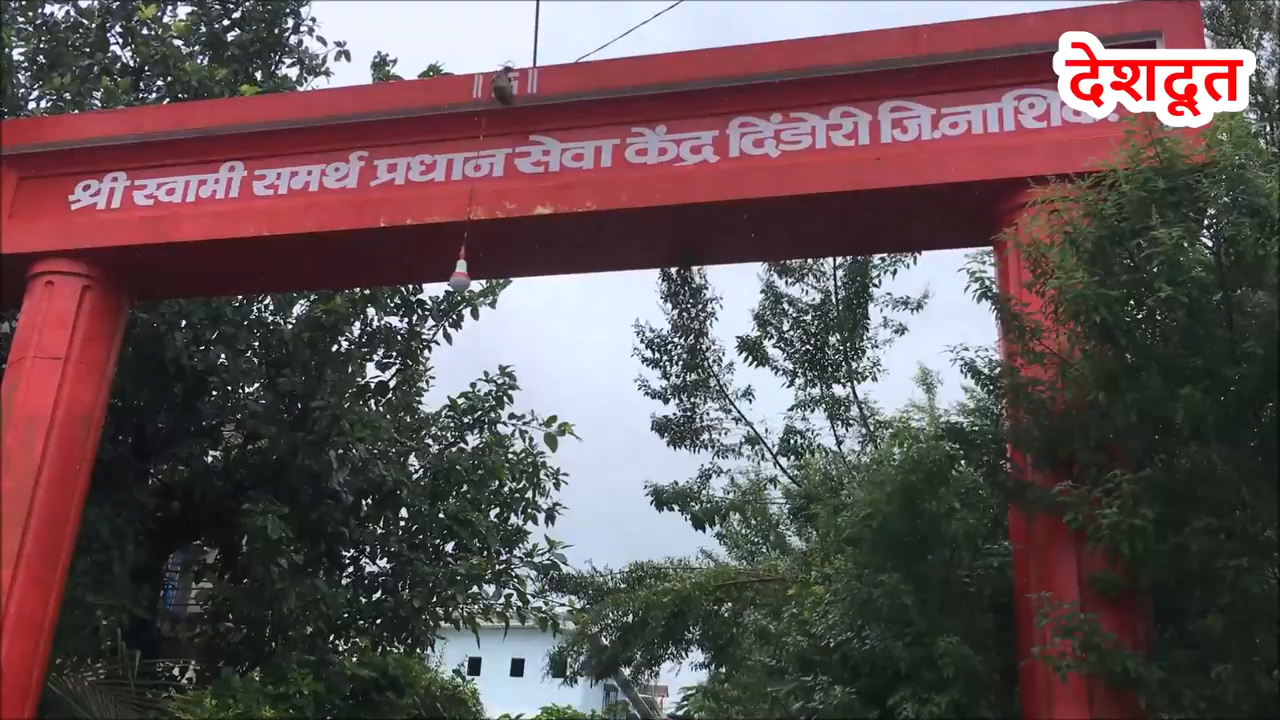 देशदूत
श्री स्वामी समर्थ प्रधान सेवा केंद्र दिंडोरी जि.नाशिक